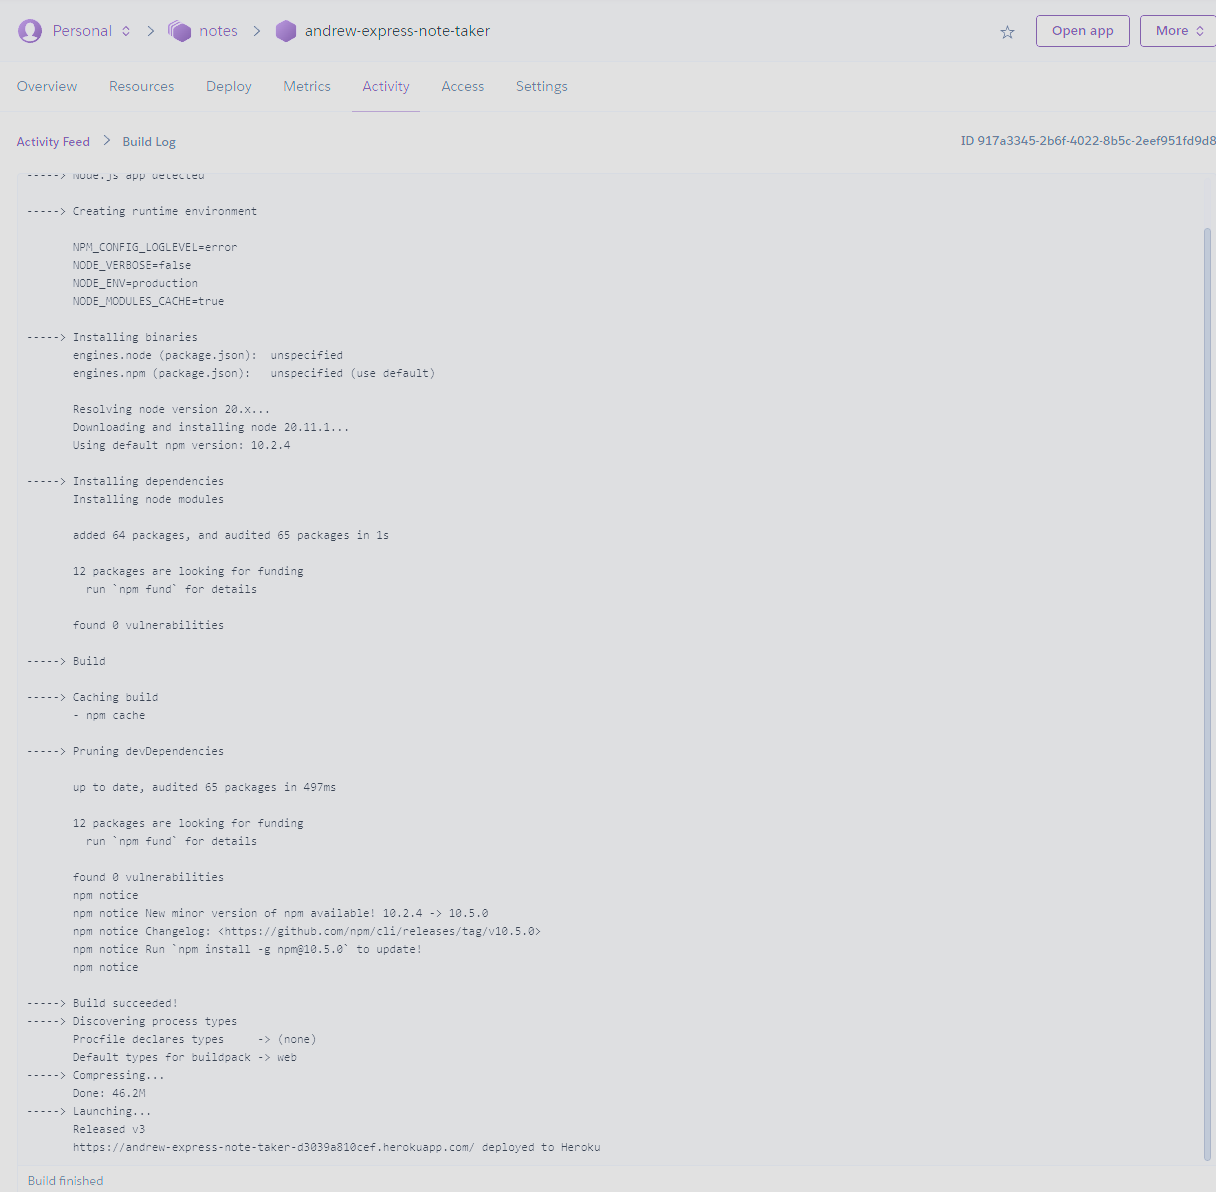 Personal > notes > andrew-express-note-taker
Open app
More
Overview Resources Deploy Metrics Activity Access Settings
Activity Feed > Build Log
ID 917a3345-2b6f-4022-8b5c-2eef951fd9d8
-----> Node.js app detected
-----> Creating runtime environment
NPM_CONFIG_LOGLEVEL=error
NODE_VERBOSE=false
NODE_ENV=production
NODE_MODULES_CACHE=true
-----> Installing binaries
engines.node (package.json):  unspecified
engines.npm (package.json):   unspecified (use default)
Resolving node version 20.x...
Downloading and installing node 20.11.1...
Using default npm version: 10.2.4
-----> Installing dependencies
Installing node modules
added 64 packages, and audited 65 packages in 1s
12 packages are looking for funding
run `npm fund` for details
found 0 vulnerabilities
-----> Build
-----> Caching build
- npm cache
-----> Pruning devDependencies
up to date, audited 65 packages in 497ms
12 packages are looking for funding
run `npm fund` for details
found 0 vulnerabilities
npm notice
npm notice New minor version of npm available! 10.2.4 -> 10.5.0
npm notice Changelog: <https://github.com/npm/cli/releases/tag/v10.5.0>
npm notice Run `npm install -g npm@10.5.0` to update!
npm notice
-----> Build succeeded!
-----> Discovering process types
Procfile declares types     -> (none)
Default types for buildpack -> web
-----> Compressing...
Done: 46.2M
-----> Launching...
Released v3
https://andrew-express-note-taker-d3039a810cef.herokuapp.com/ deployed to Heroku
Build finished